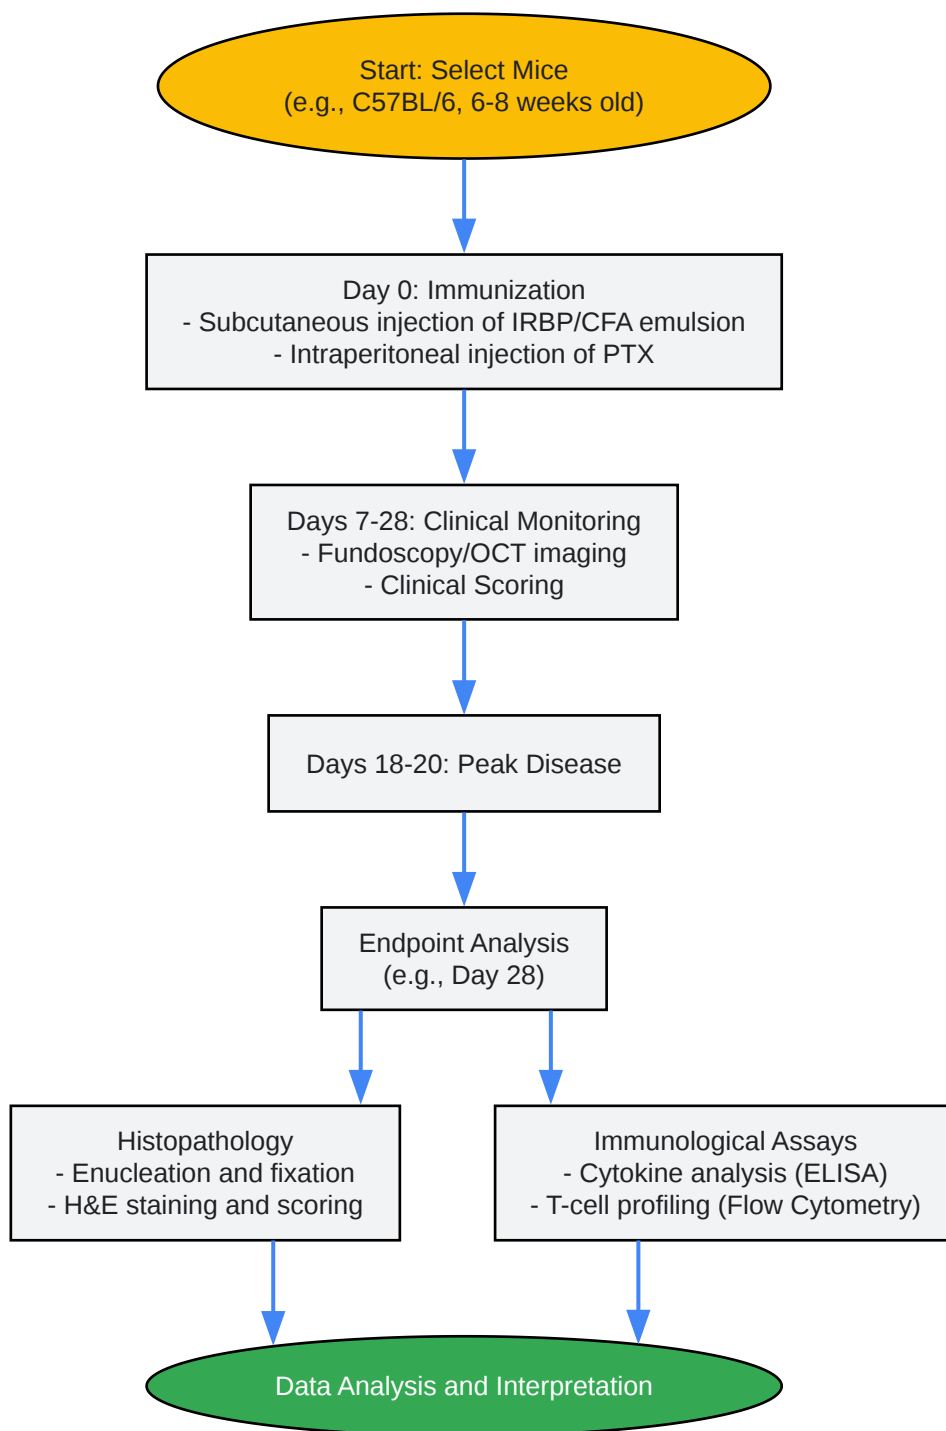 Start: Select Mice
(e.g., C57BL/6, 6-8 weeks old)
Day 0: Immunization
- Subcutaneous injection of IRBP/CFA emulsion
- Intraperitoneal injection of PTX
Days 7-28: Clinical Monitoring
- Fundoscopy/OCT imaging
- Clinical Scoring
Days 18-20: Peak Disease
Endpoint Analysis
(e.g., Day 28)
Histopathology
- Enucleation and fixation
- H&E staining and scoring
Immunological Assays
- Cytokine analysis (ELISA)
- T-cell profiling (Flow Cytometry)
Data Analysis and Interpretation